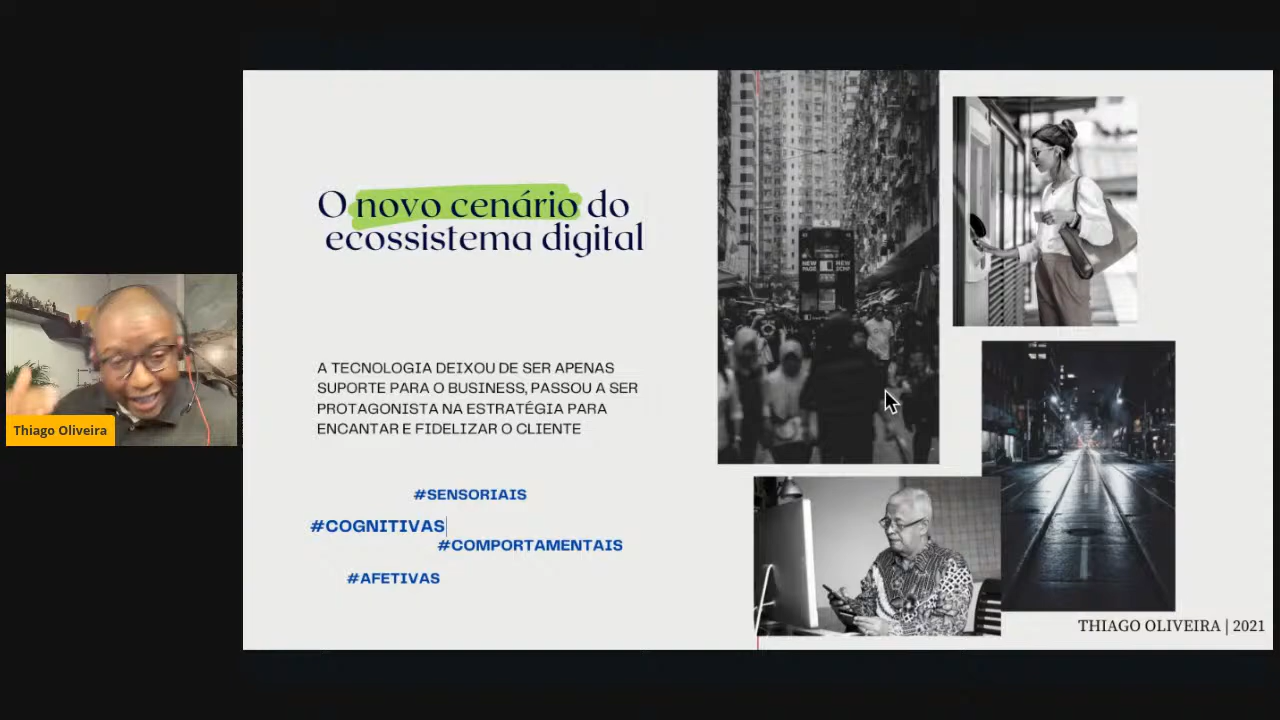 O novo cenário do
ecossistema digital
A TECNOLOGIA DEIXOU DE SER APENAS
SUPORTE PARA O BUSINESS, PASSOU A SER
PROTAGONISTA NA ESTRATÉGIA PARA
ENCANTAR E FIDELIZAR O CLIENTE
#SENSORIAIS
#COGNITIVAS
#COMPORTAMENTAIS
#AFETIVAS
Thiago Oliveira
THIAGO OLIVEIRA | 2021